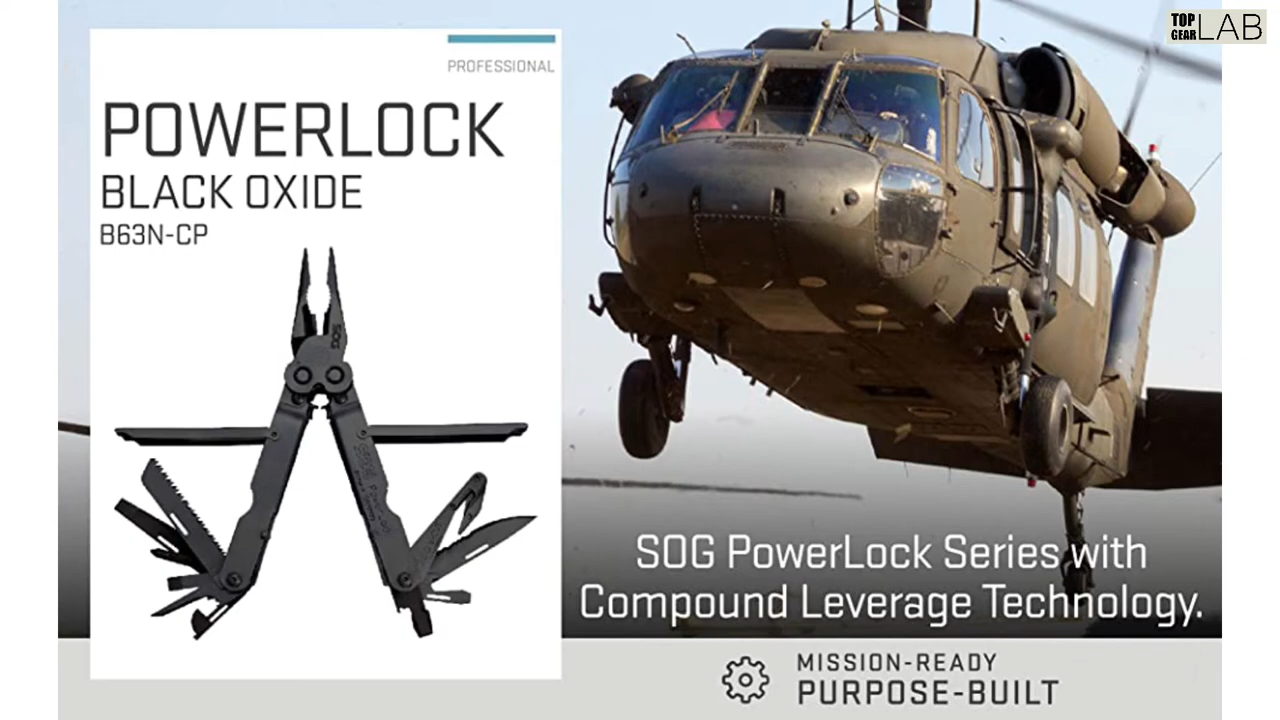 TOP
GEAR LAB
PROFESSIONAL
POWERLOCK
BLACK OXIDE
B63N-CP
SOG
SOG PowerLock Series with
Compound Leverage Technology.
MISSION-READY
PURPOSE-BUILT